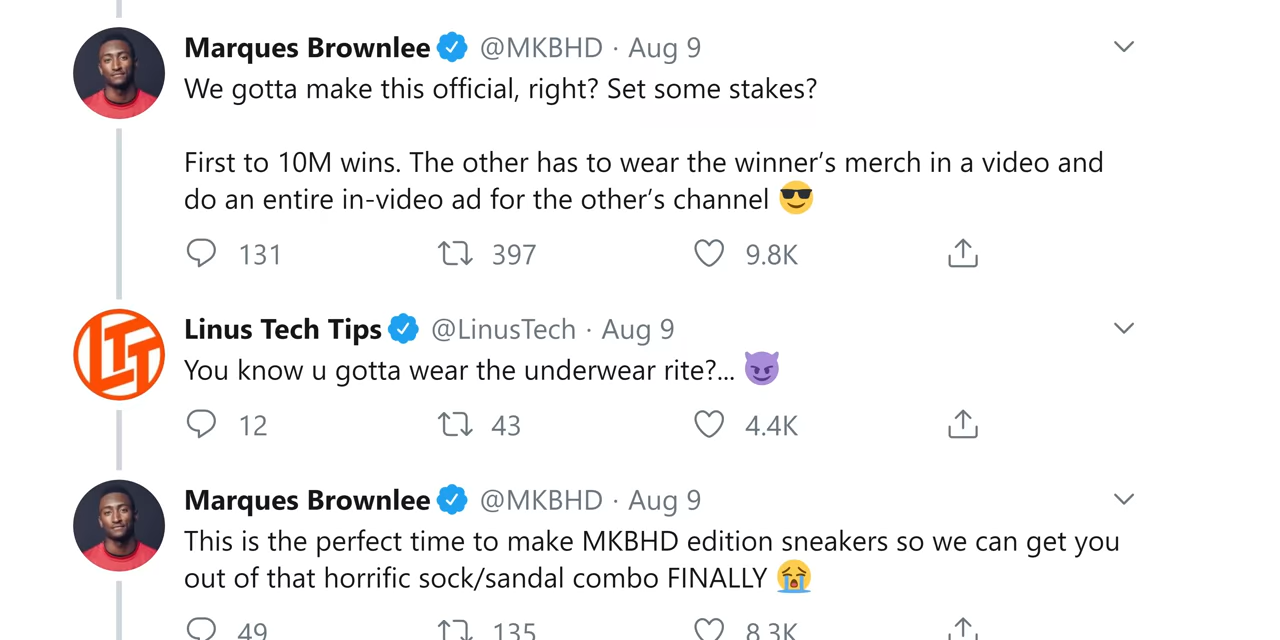 Marques Brownlee @MKBHD · Aug 9
We gotta make this official, right? Set some stakes?
First to 10M wins. The other has to wear the winner’s merch in a video and
do an entire in-video ad for the other’s channel 😎
131 397 9.8K
LTT
Linus Tech Tips @LinusTech · Aug 9
You know u gotta wear the underwear rite?... 😈
12 43 4.4K
Marques Brownlee @MKBHD · Aug 9
This is the perfect time to make MKBHD edition sneakers so we can get you
out of that horrific sock/sandal combo FINALLY 😭
49 135 8.3K